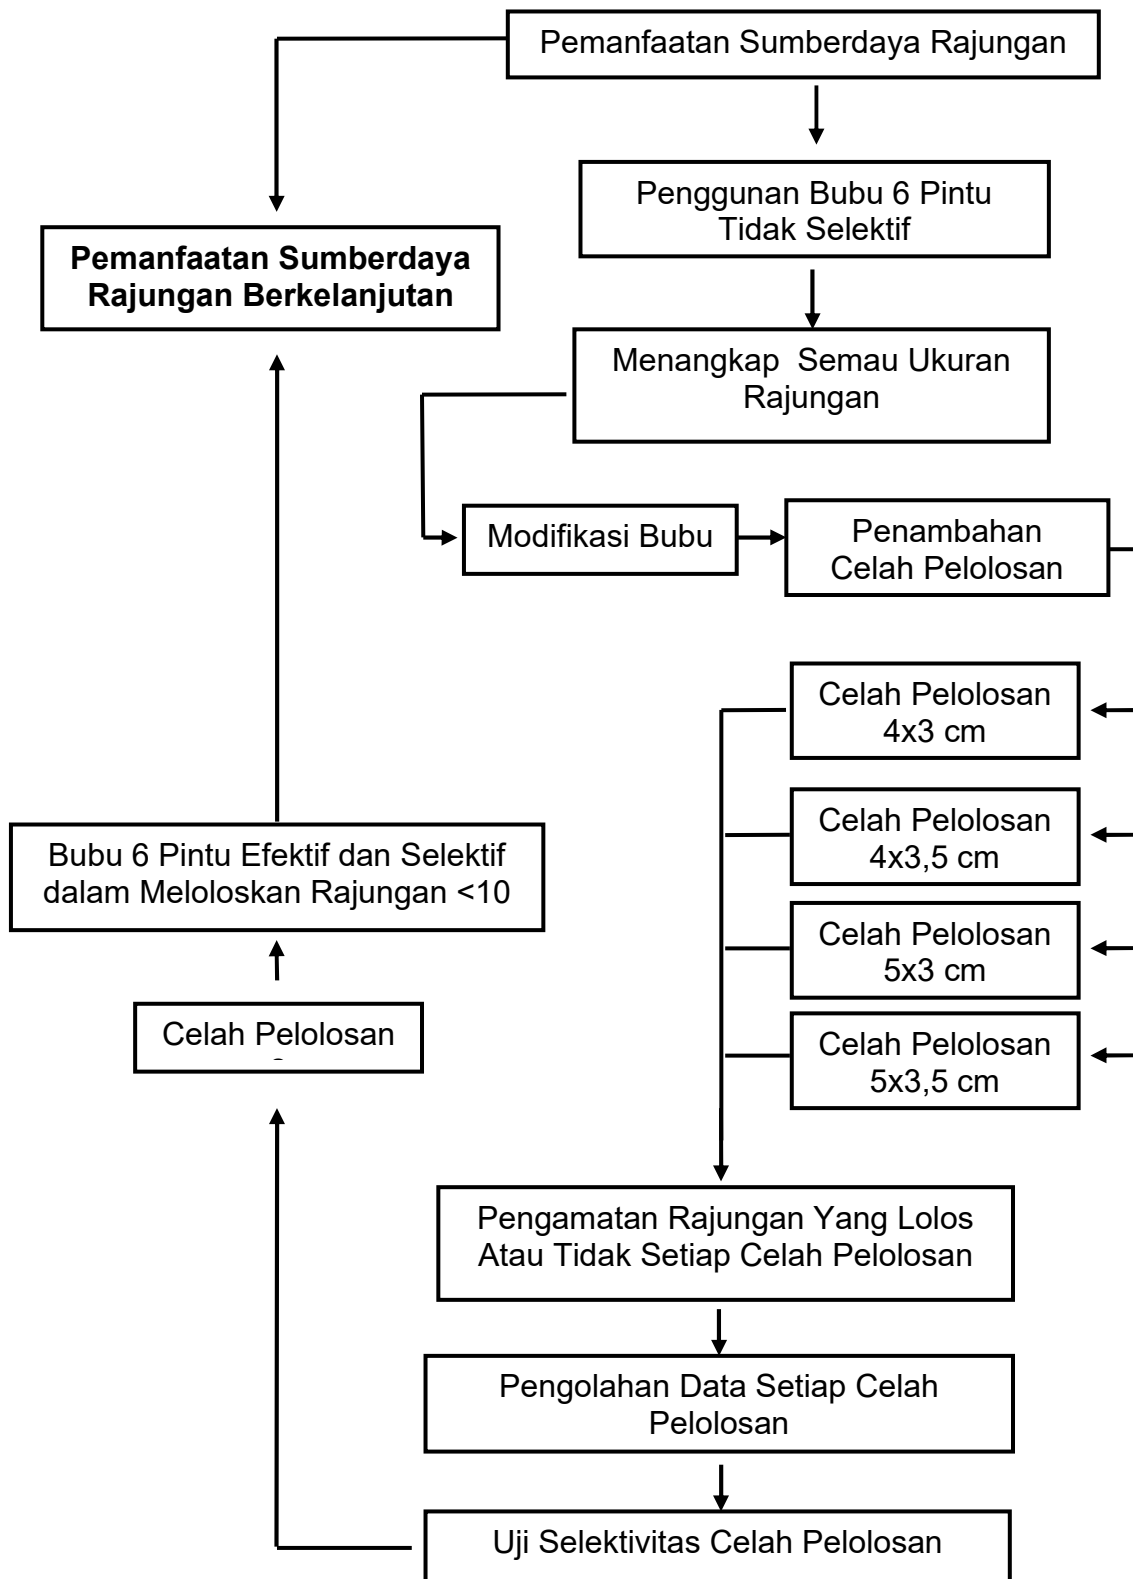 Pemanfaatan Sumberdaya Rajungan
Penggunan Bubu 6 Pintu
Tidak Selektif
Pemanfaatan Sumberdaya
Rajungan Berkelanjutan
Menangkap Semau Ukuran
Rajungan
Modifikasi Bubu
Penambahan
Celah Pelolosan
Celah Pelolosan
4x3 cm
Celah Pelolosan
4x3,5 cm
Celah Pelolosan
5x3 cm
Celah Pelolosan
5x3,5 cm
Bubu 6 Pintu Efektif dan Selektif
dalam Meloloskan Rajungan <10
Celah Pelolosan
Pengamatan Rajungan Yang Lolos
Atau Tidak Setiap Celah Pelolosan
Pengolahan Data Setiap Celah
Pelolosan
Uji Selektivitas Celah Pelolosan